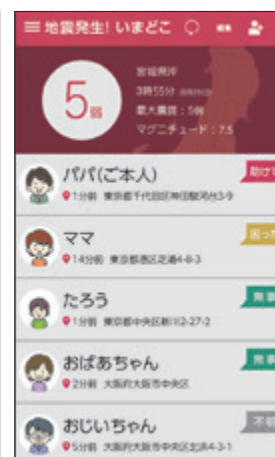 地震発生! いまどこ
5弱
宮城県沖
3時55分
最大震度：5弱
マグニチュード：7.5
パパ(ご本人)
助けて
1分前 東京都千代田区神田駿河台3-9
ママ
困った
14分前 東京都港区芝浦4-8-3
たろう
無事
1分前 東京都中央区新川2-27-2
おばあちゃん
無事
2分前 大阪府大阪市中央区
おじいちゃん
不明
5分前 大阪府大阪市中央区北浜4-3-1